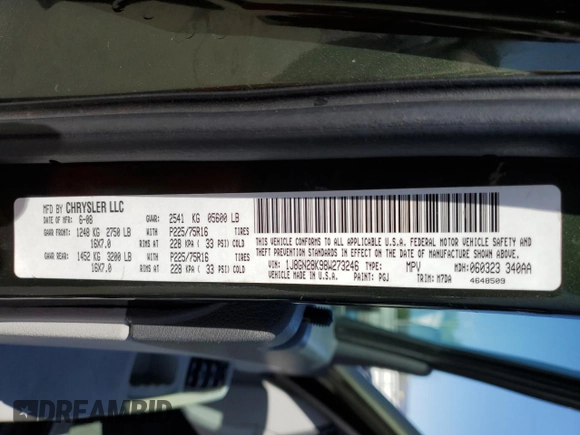 MFD BY CHRYSLER LLC
DATE OF MFR: 6-08 GVWR: 2541 KG 05600 LB
GAWR FRONT: 1248 KG 2750 LB WITH P225/75R16 TIRES
16X7.0 RIMS AT 228 KPA ( 33 PSI) COLD
GAWR REAR: 1452 KG 3200 LB WITH P225/75R16 TIRES
16X7.0 RIMS AT 228 KPA ( 33 PSI) COLD
THIS VEHICLE CONFORMS TO ALL APPLICABLE U.S.A. FEDERAL MOTOR VEHICLE SAFETY AND
THEFT PREVENTION STANDARDS IN EFFECT ON THE DATE OF MANUFACTURE SHOWN ABOVE.
VIN: 1J8GN28K98W273246 TYPE: MPV MDH: 060323 340AA
VEHICLE MADE IN U.S.A. PAINT: PGJ TRIM: M7DA 4648509
DREAMBID